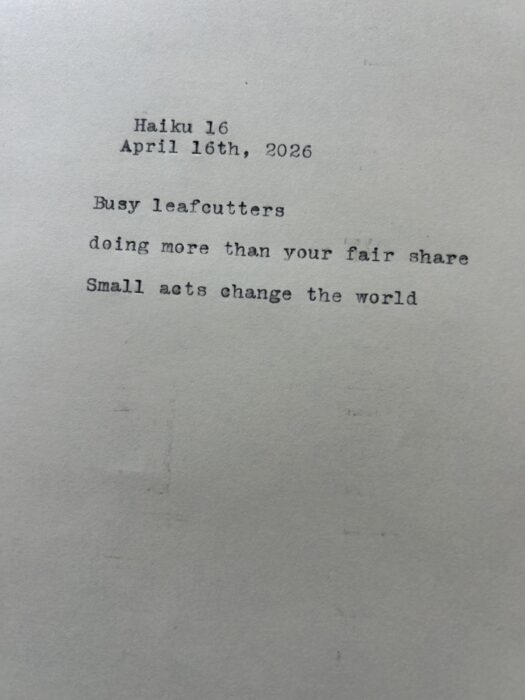 Haiku 16
April 16th, 2026
Busy leafcutters
doing more than your fair share
Small acts change the world